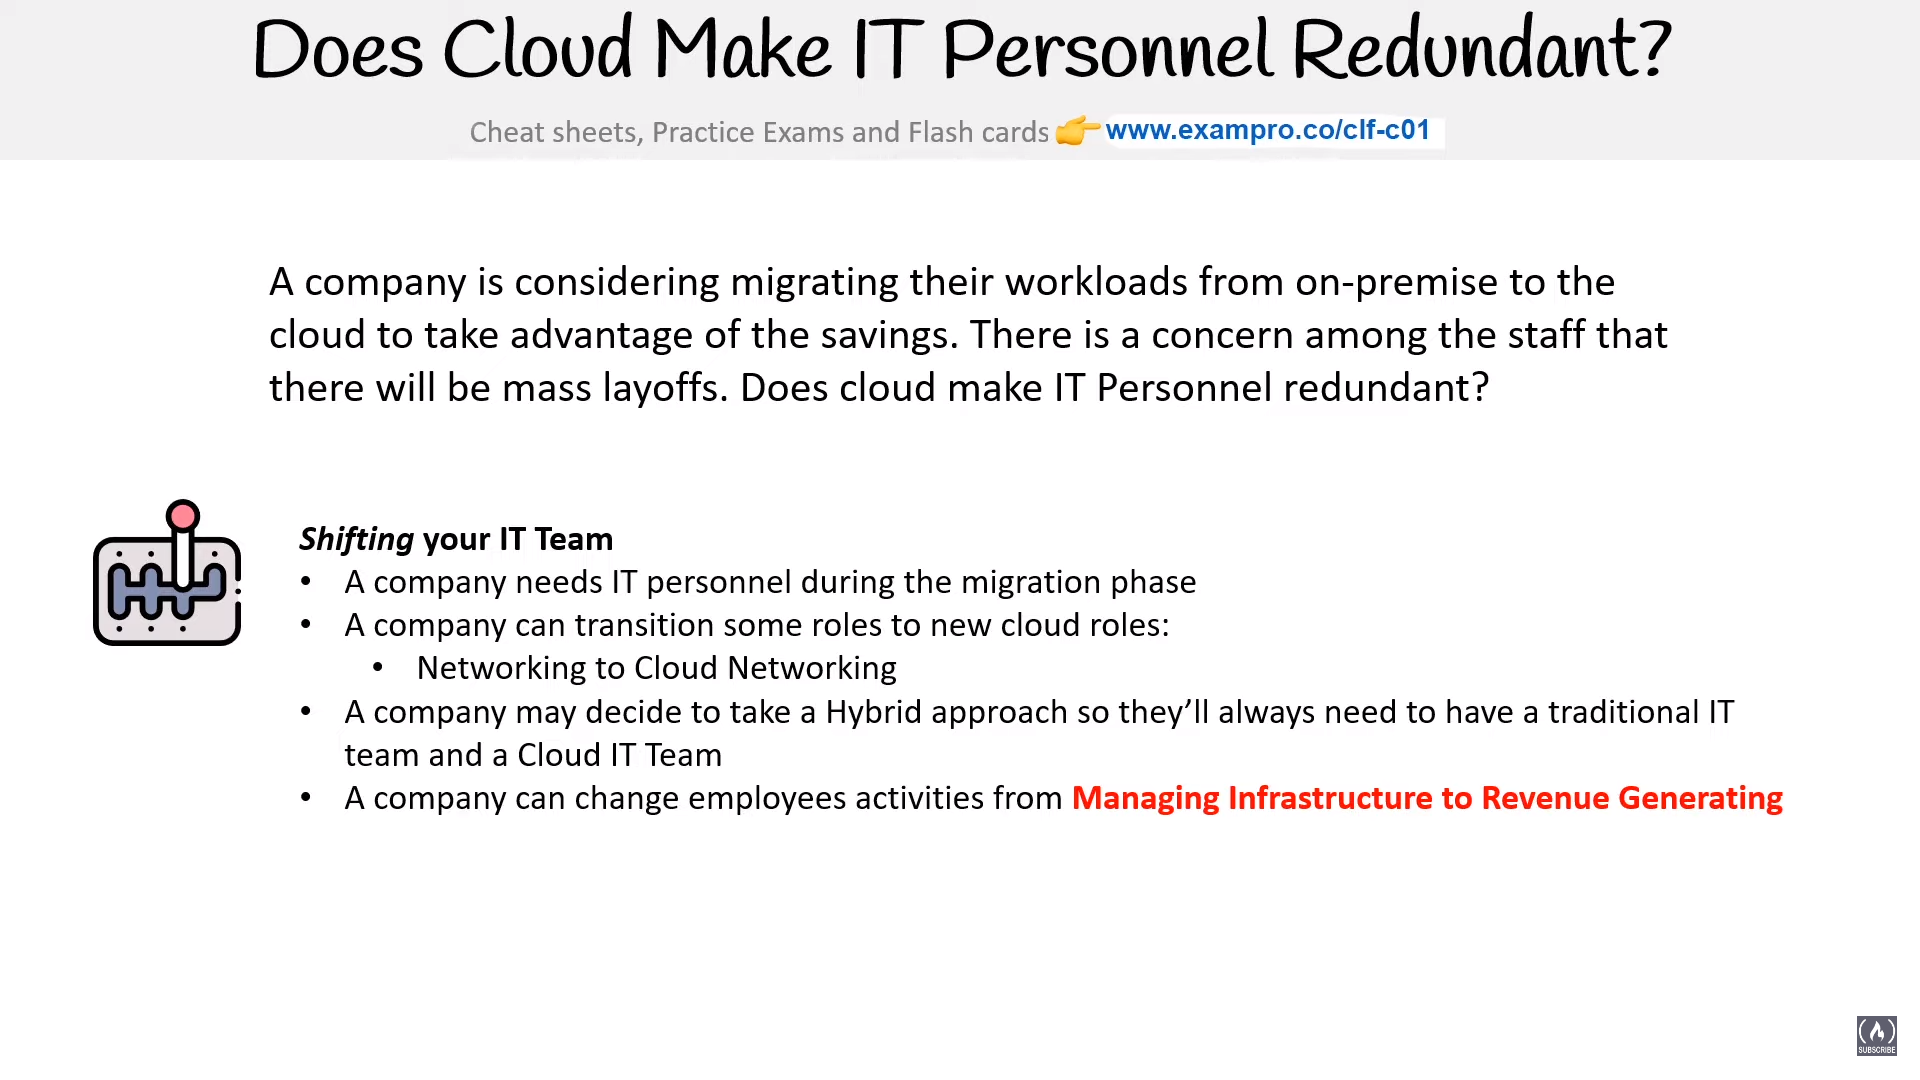 Does Cloud Make IT Personnel Redundant?
Cheat sheets, Practice Exams and Flash cards 👉 www.exampro.co/clf-c01
A company is considering migrating their workloads from on-premise to the
cloud to take advantage of the savings. There is a concern among the staff that
there will be mass layoffs. Does cloud make IT Personnel redundant?
Shifting your IT Team
• A company needs IT personnel during the migration phase
• A company can transition some roles to new cloud roles:
• Networking to Cloud Networking
• A company may decide to take a Hybrid approach so they’ll always need to have a traditional IT
team and a Cloud IT Team
• A company can change employees activities from Managing Infrastructure to Revenue Generating
SUBSCRIBE